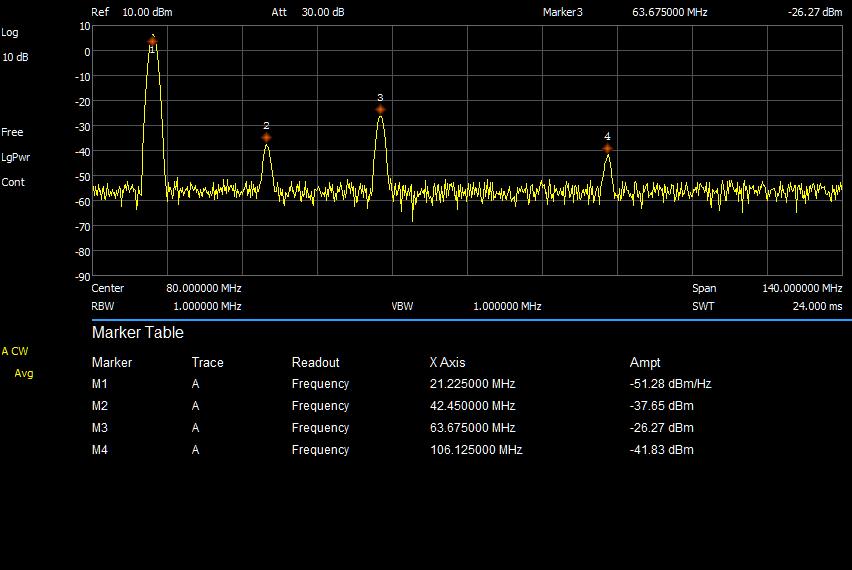 Ref 10.00 dBm Att 30.00 dB Marker3 63.675000 MHz -26.27 dBm
Log
10 dB
Free
LgPwr
Cont
10
0
-10
-20
-30
-40
-50
-60
-70
-80
-90
1
2
3
4
Center 80.000000 MHz Span 140.000000 MHz
RBW 1.000000 MHz VBW 1.000000 MHz SWT 24.000 ms
Marker Table
A CW
Avg
Marker Trace Readout X Axis Ampt
M1 A Frequency 21.225000 MHz -51.28 dBm/Hz
M2 A Frequency 42.450000 MHz -37.65 dBm
M3 A Frequency 63.675000 MHz -26.27 dBm
M4 A Frequency 106.125000 MHz -41.83 dBm